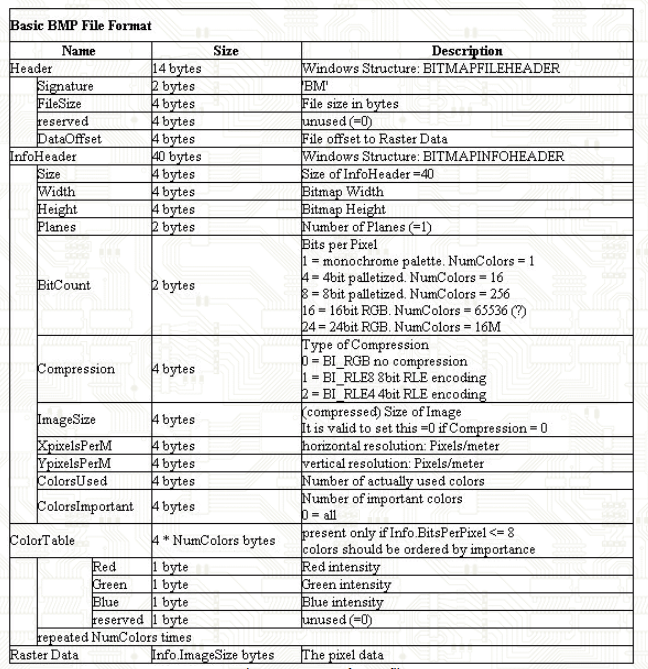 Basic BMP File Format
Name Size Description
Header 14 bytes Windows Structure: BITMAPFILEHEADER
Signature 2 bytes 'BM'
FileSize 4 bytes File size in bytes
reserved 4 bytes unused (=0)
DataOffset 4 bytes File offset to Raster Data
InfoHeader 40 bytes Windows Structure: BITMAPINFOHEADER
Size 4 bytes Size of InfoHeader =40
Width 4 bytes Bitmap Width
Height 4 bytes Bitmap Height
Planes 2 bytes Number of Planes (=1)
BitCount 2 bytes Bits per Pixel
1 = monochrome palette. NumColors = 1
4 = 4bit palletized. NumColors = 16
8 = 8bit palletized. NumColors = 256
16 = 16bit RGB. NumColors = 65536 (?)
24 = 24bit RGB. NumColors = 16M
Compression 4 bytes Type of Compression
0 = BI_RGB no compression
1 = BI_RLE8 8bit RLE encoding
2 = BI_RLE4 4bit RLE encoding
ImageSize 4 bytes (compressed) Size of Image
It is valid to set this =0 if Compression = 0
XpixelsPerM 4 bytes horizontal resolution: Pixels/meter
YpixelsPerM 4 bytes vertical resolution: Pixels/meter
ColorsUsed 4 bytes Number of actually used colors
ColorsImportant 4 bytes Number of important colors
0 = all
ColorTable 4 * NumColors bytes present only if Info.BitsPerPixel <= 8
colors should be ordered by importance
Red 1 byte Red intensity
Green 1 byte Green intensity
Blue 1 byte Blue intensity
reserved 1 byte unused (=0)
repeated NumColors times
Raster Data Info.ImageSize bytes The pixel data